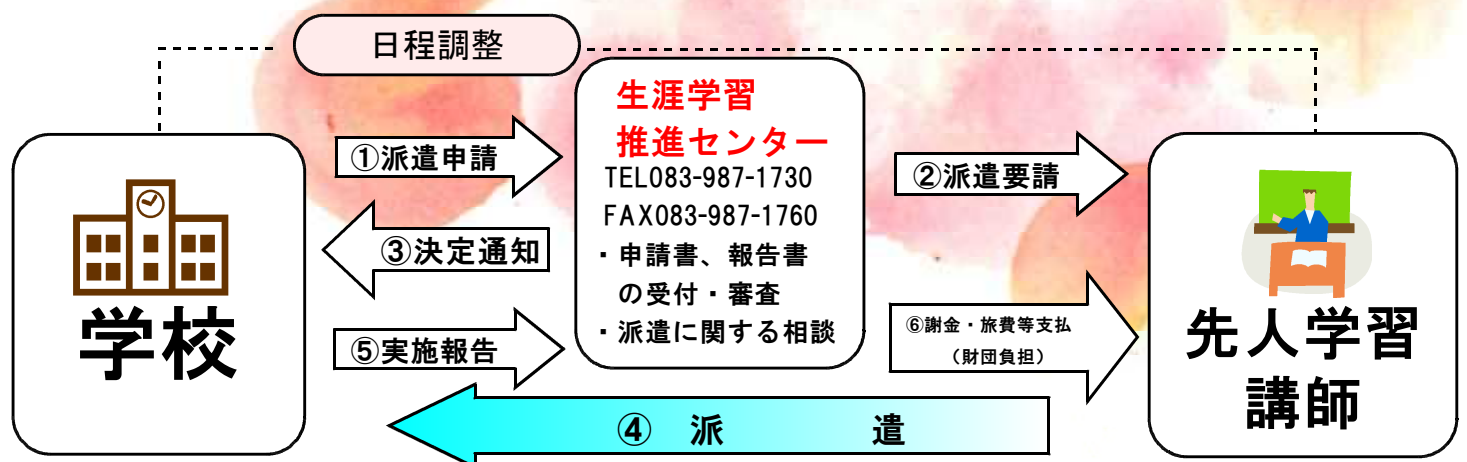 日程調整
学校
①派遣申請
③決定通知
⑤実施報告
生涯学習
推進センター
TEL083-987-1730
FAX083-987-1760
・申請書、報告書
の受付・審査
・派遣に関する相談
②派遣要請
⑥謝金・旅費等支払
（財団負担）
④ 派 遣
先人学習
講師